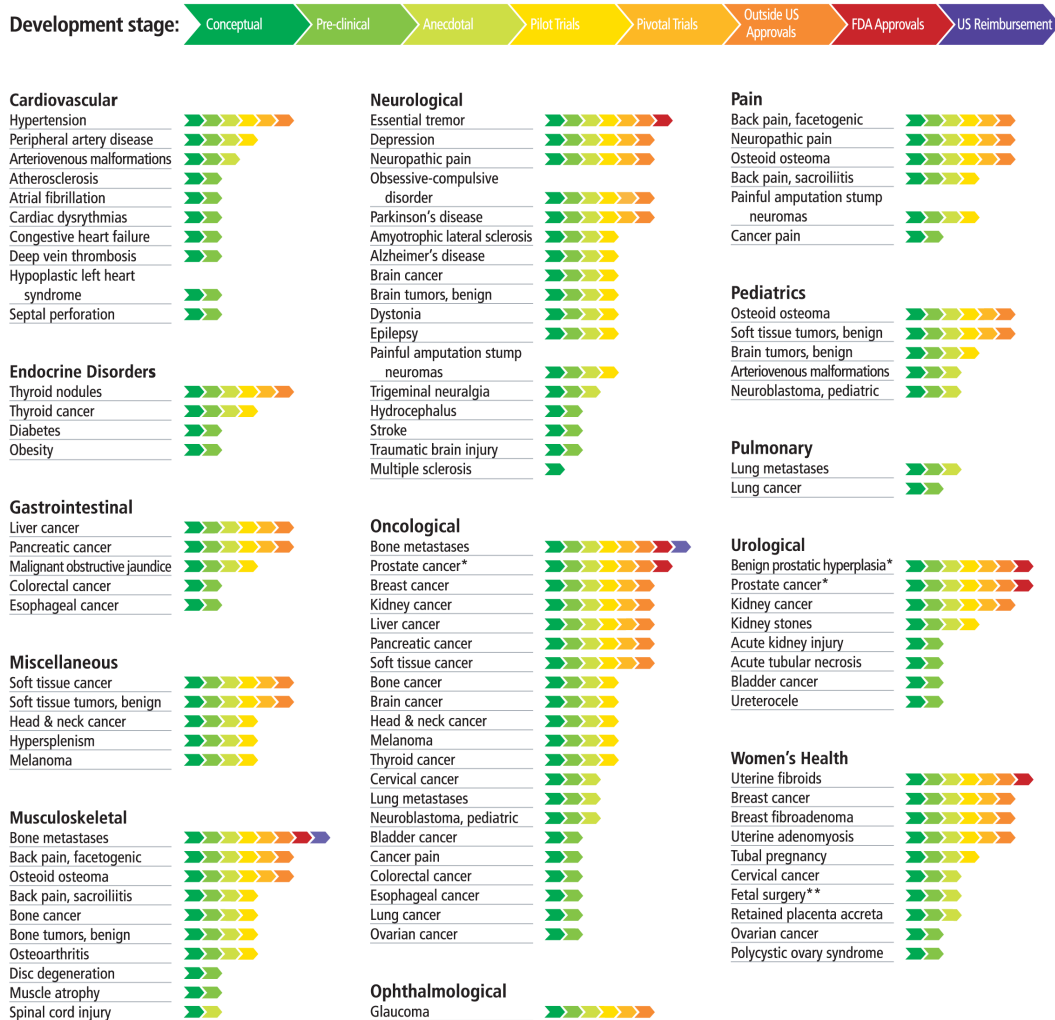 Development stage:
Conceptual
Pre-clinical
Anecdotal
Pilot Trials
Pivotal Trials
Outside US
Approvals
FDA Approvals
US Reimbursement
Cardiovascular
Hypertension
Peripheral artery disease
Arteriovenous malformations
Atherosclerosis
Atrial fibrillation
Cardiac dysrythmias
Congestive heart failure
Deep vein thrombosis
Hypoplastic left heart
syndrome
Septal perforation
Endocrine Disorders
Thyroid nodules
Thyroid cancer
Diabetes
Obesity
Gastrointestinal
Liver cancer
Pancreatic cancer
Malignant obstructive jaundice
Colorectal cancer
Esophageal cancer
Miscellaneous
Soft tissue cancer
Soft tissue tumors, benign
Head & neck cancer
Hypersplenism
Melanoma
Musculoskeletal
Bone metastases
Back pain, facetogenic
Osteoid osteoma
Back pain, sacroiliitis
Bone cancer
Bone tumors, benign
Osteoarthritis
Disc degeneration
Muscle atrophy
Spinal cord injury
Neurological
Essential tremor
Depression
Neuropathic pain
Obsessive-compulsive
disorder
Parkinson's disease
Amyotrophic lateral sclerosis
Alzheimer's disease
Brain cancer
Brain tumors, benign
Dystonia
Epilepsy
Painful amputation stump
neuromas
Trigeminal neuralgia
Hydrocephalus
Stroke
Traumatic brain injury
Multiple sclerosis
Oncological
Bone metastases
Prostate cancer*
Breast cancer
Kidney cancer
Liver cancer
Pancreatic cancer
Soft tissue cancer
Bone cancer
Brain cancer
Head & neck cancer
Melanoma
Thyroid cancer
Cervical cancer
Lung metastases
Neuroblastoma, pediatric
Bladder cancer
Cancer pain
Colorectal cancer
Esophageal cancer
Lung cancer
Ovarian cancer
Ophthalmological
Glaucoma
Pain
Back pain, facetogenic
Neuropathic pain
Osteoid osteoma
Back pain, sacroiliitis
Painful amputation stump
neuromas
Cancer pain
Pediatrics
Osteoid osteoma
Soft tissue tumors, benign
Brain tumors, benign
Arteriovenous malformations
Neuroblastoma, pediatric
Pulmonary
Lung metastases
Lung cancer
Urological
Benign prostatic hyperplasia*
Prostate cancer*
Kidney cancer
Kidney stones
Acute kidney injury
Acute tubular necrosis
Bladder cancer
Ureterocele
Women's Health
Uterine fibroids
Breast cancer
Breast fibroadenoma
Uterine adenomyosis
Tubal pregnancy
Cervical cancer
Fetal surgery**
Retained placenta accreta
Ovarian cancer
Polycystic ovary syndrome